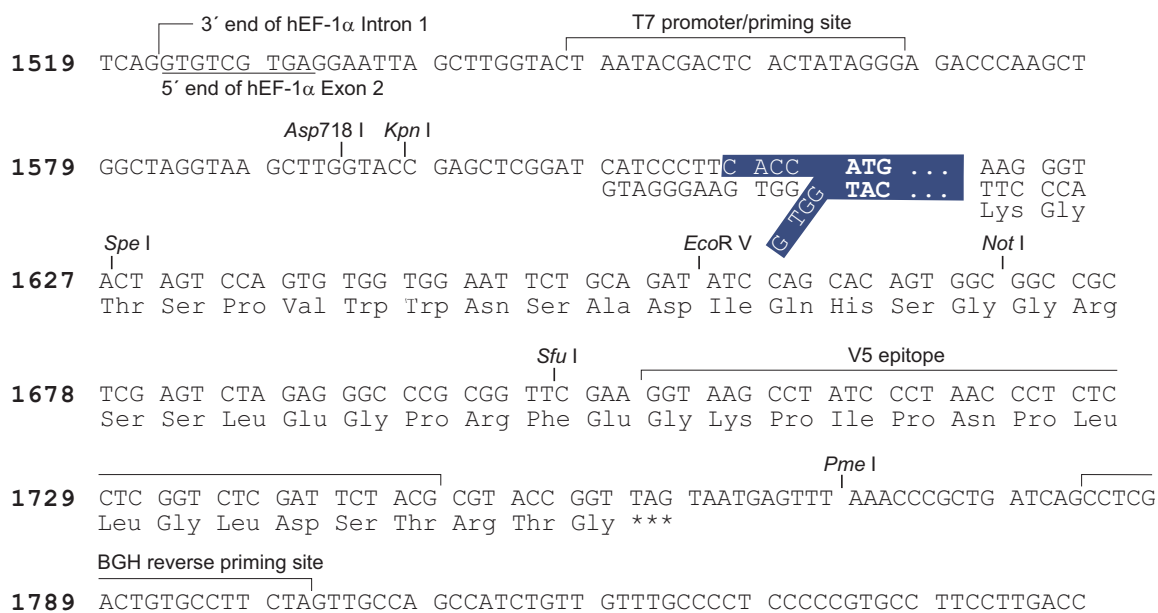 3´ end of hEF-1α Intron 1
T7 promoter/priming site
1519 TCAGGTGTCG TGAGGAATTA GCTTGGTACT AATACGACTC ACTATAGGGA GACCCAAGCT
5´ end of hEF-1α Exon 2
Asp718 I Kpn I
1579 GGCTAGGTAA GCTTGGTACC GAGCTCGGAT CATCCCTTC ACC ATG ... AAG GGT
GTAGGGAAG TGG TAC ... TTC CCA
G TGG
Lys Gly
Spe I EcoR V Not I
1627 ACT AGT CCA GTG TGG TGG AAT TCT GCA GAT ATC CAG CAC AGT GGC GGC CGC
Thr Ser Pro Val Trp Trp Asn Ser Ala Asp Ile Gln His Ser Gly Gly Arg
Sfu I V5 epitope
1678 TCG AGT CTA GAG GGC CCG CGG TTC GAA GGT AAG CCT ATC CCT AAC CCT CTC
Ser Ser Leu Glu Gly Pro Arg Phe Glu Gly Lys Pro Ile Pro Asn Pro Leu
Pme I
1729 CTC GGT CTC GAT TCT ACG CGT ACC GGT TAG TAATGAGTTT AAACCCGCTG ATCAGCCTCG
Leu Gly Leu Asp Ser Thr Arg Thr Gly ***
BGH reverse priming site
1789 ACTGTGCCTT CTAGTTGCCA GCCATCTGTT GTTTGCCCCT CCCCCGTGCC TTCCTTGACC